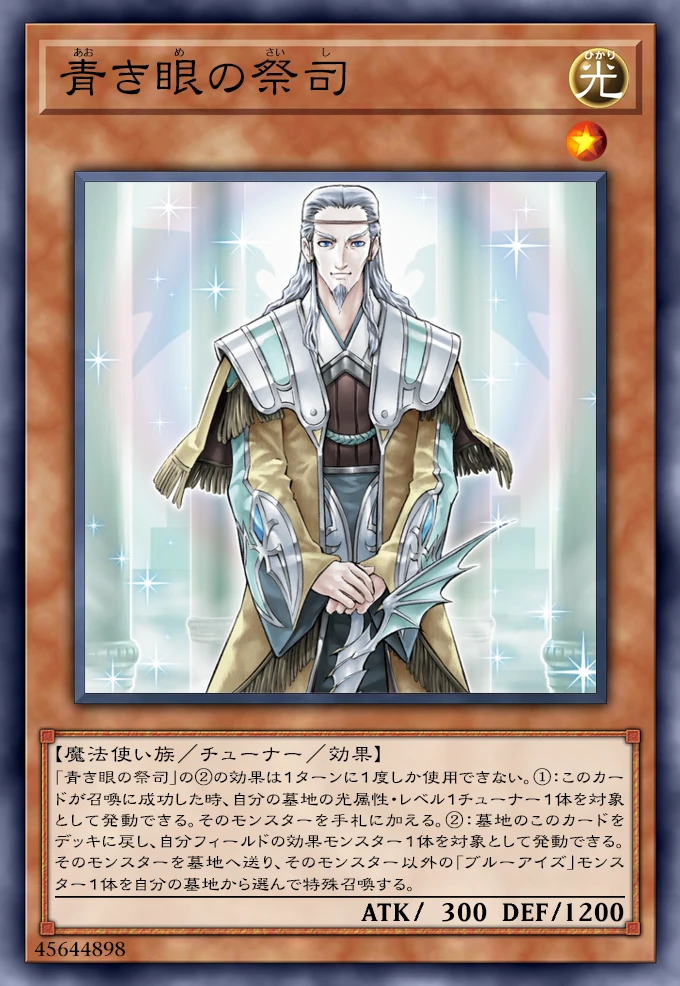 青き眼の祭司
あお め さい し
光
ひかり
【魔法使い族／チューナー／効果】
「青き眼の祭司」の②の効果は1ターンに1度しか使用できない。①：このカー
ドが召喚に成功した時、自分の墓地の光属性・レベル1チューナー1体を対象
として発動できる。そのモンスターを手札に加える。②：墓地のこのカードを
デッキに戻し、自分フィールドの効果モンスター1体を対象として発動できる。
そのモンスターを墓地へ送り、そのモンスター以外の「ブルーアイズ」モンス
ター1体を自分の墓地から選んで特殊召喚する。
ATK/ 300 DEF/1200
45644898